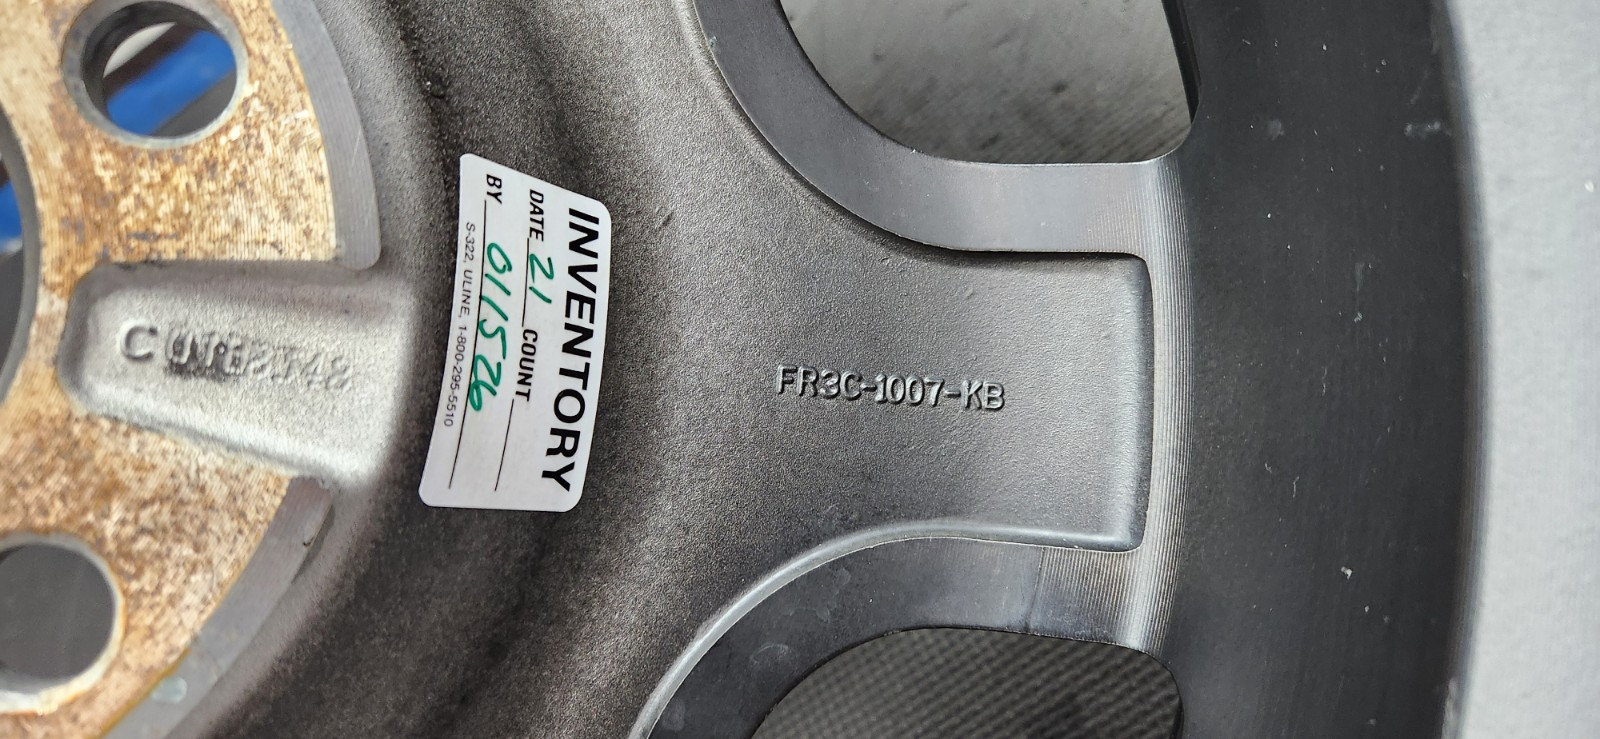 INVENTORY
DATE 21 COUNT
BY 011526
S-322, ULINE, 1-800-295-5510
FR3C-1007-KB
C